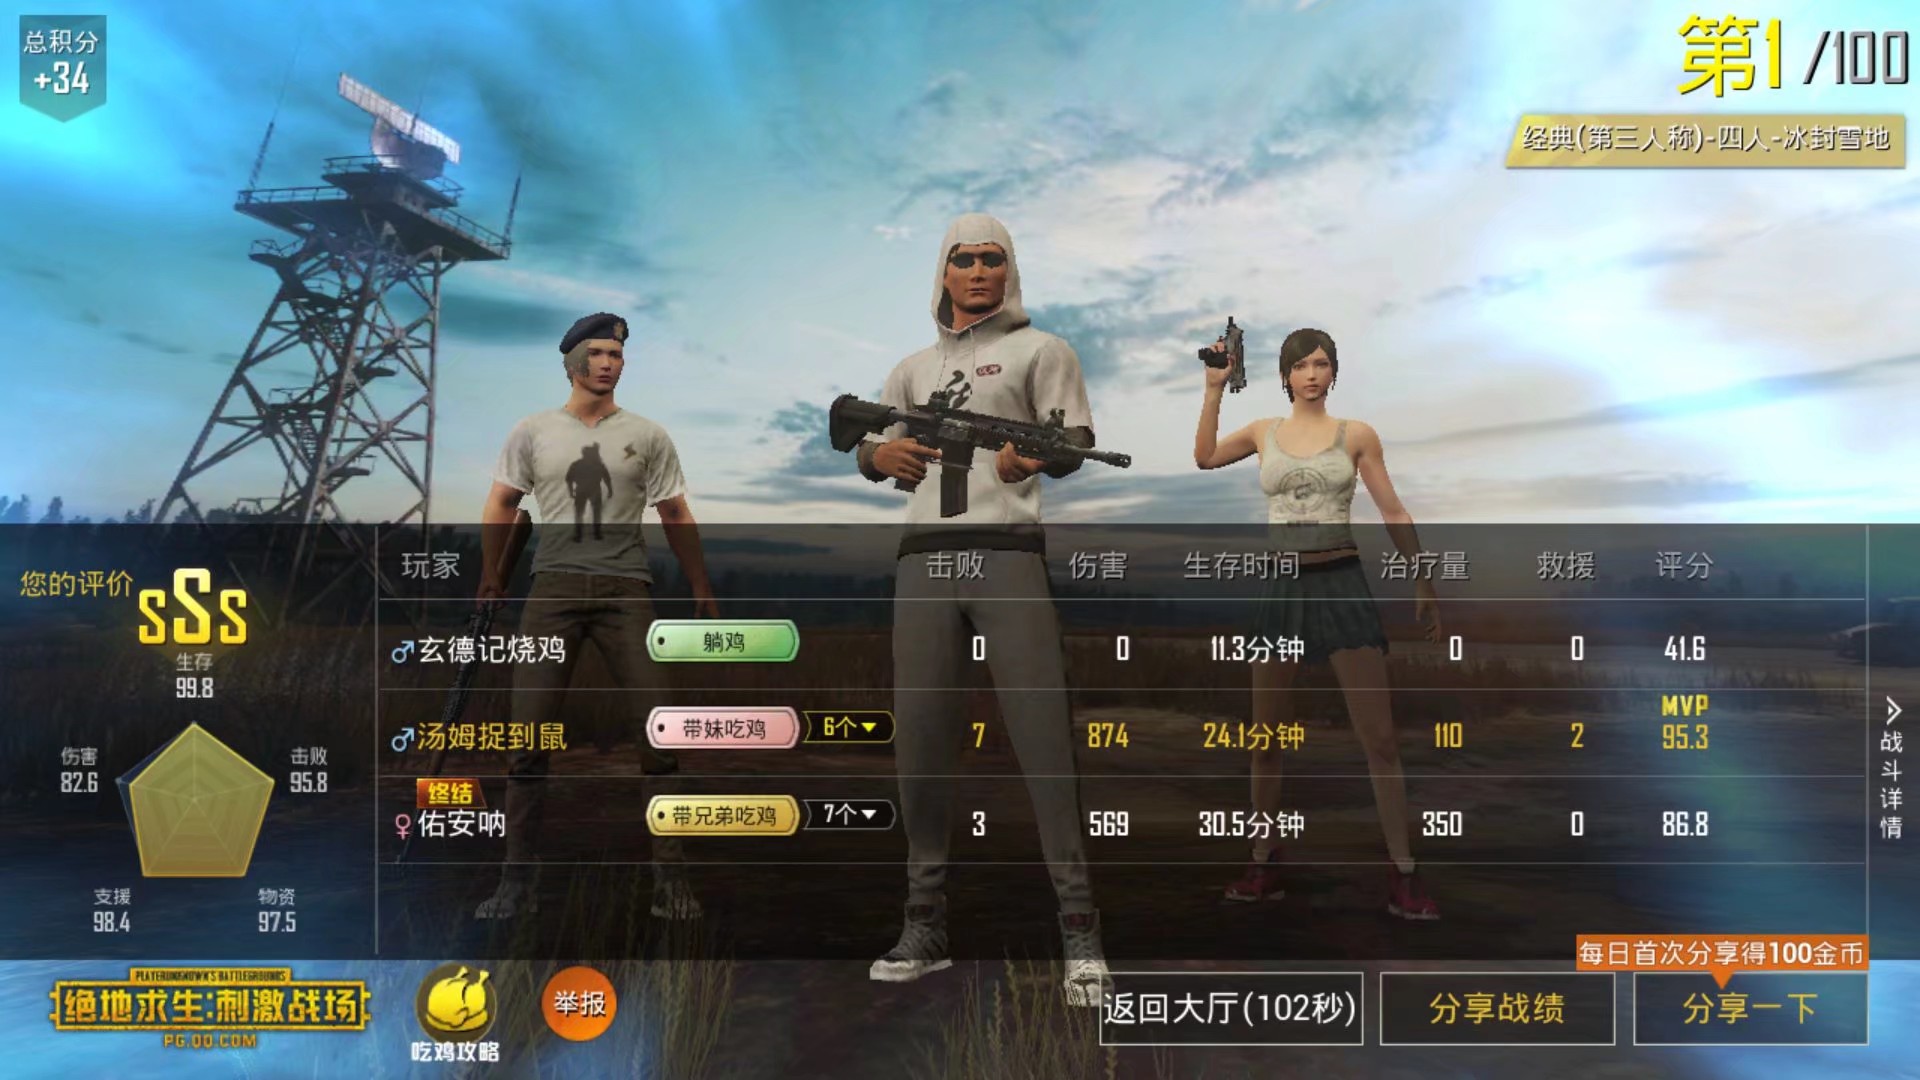 总积分
+34
第1/100
经典(第三人称)-四人-冰封雪地
您的评价 SSS
生存
99.8
伤害
82.6
击败
95.8
支援
98.4
物资
97.5
玩家 击败 伤害 生存时间 治疗量 救援 评分
玄德记烧鸡 躺鸡 0 0 11.3分钟 0 0 41.6
MVP
汤姆捉到鼠 带妹吃鸡 6个 7 874 24.1分钟 110 2 95.3
终结
佑安呐 带兄弟吃鸡 7个 3 569 30.5分钟 350 0 86.8
战斗详情
每日首次分享得100金币
PLAYERUNKNOWN'S BATTLEGROUNDS
绝地求生:刺激战场
PG.QQ.COM
吃鸡攻略
举报
返回大厅(102秒)
分享战绩
分享一下